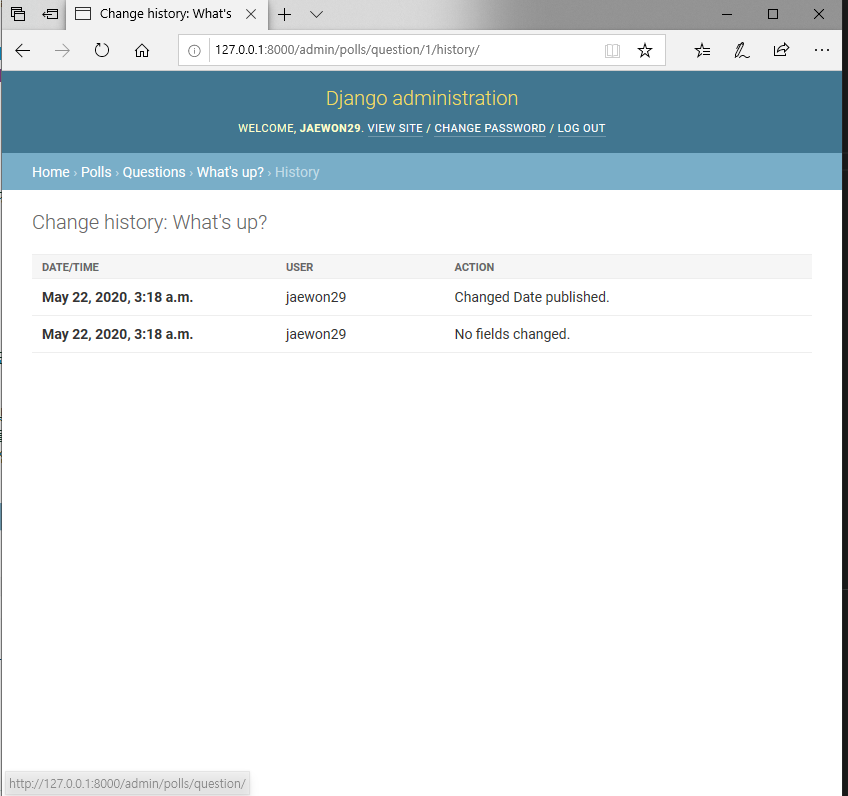 Change history: What's
127.0.0.1:8000/admin/polls/question/1/history/
Django administration
WELCOME, JAEWON29. VIEW SITE / CHANGE PASSWORD / LOG OUT
Home › Polls › Questions › What's up? › History
Change history: What's up?
DATE/TIME USER ACTION
May 22, 2020, 3:18 a.m. jaewon29 Changed Date published.
May 22, 2020, 3:18 a.m. jaewon29 No fields changed.
http://127.0.0.1:8000/admin/polls/question/